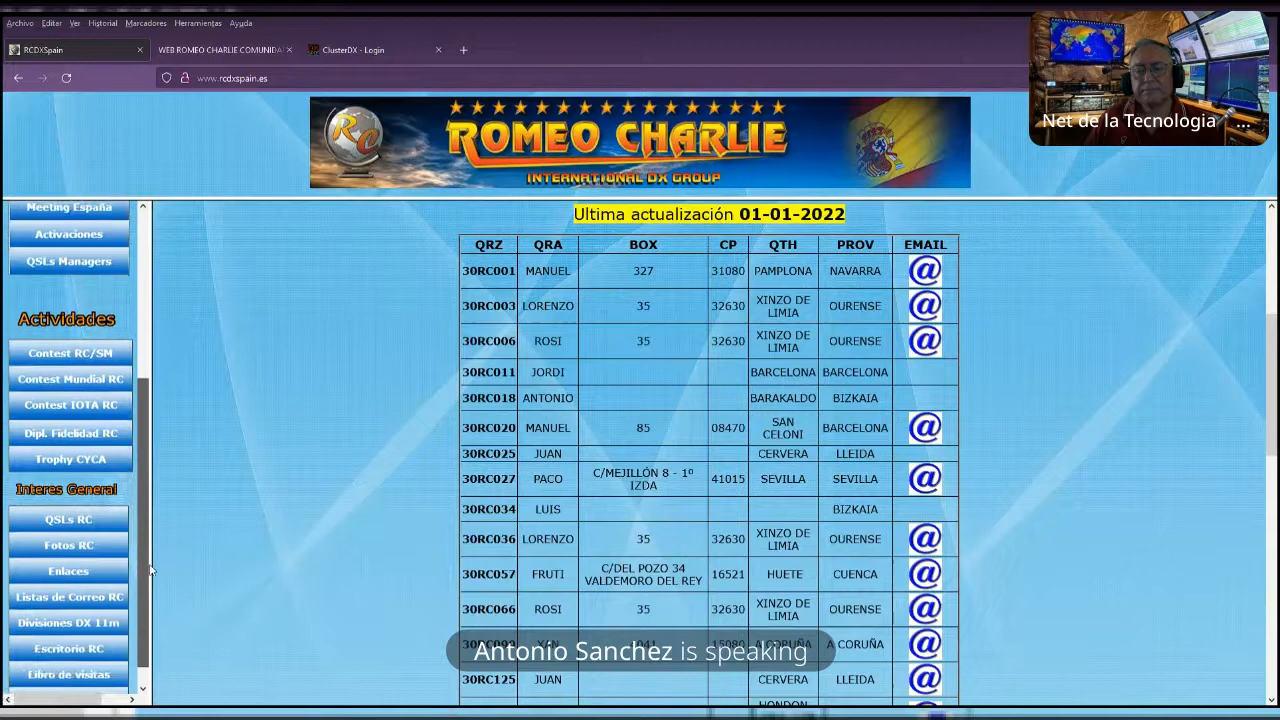 Archivo Editar Ver Historial Marcadores Herramientas Ayuda
RCDXSpain × WEB ROMEO CHARLIE COMUNIDA × ClusterDX - Login × +
www.rcdxspain.es
Net de la Tecnologia ...
RC ROMEO CHARLIE
INTERNATIONAL DX GROUP
Meeting España
Activaciones
QSLs Managers
Actividades
Contest RC/SM
Contest Mundial RC
Contest IOTA RC
Dipl. Fidelidad RC
Trophy CYCA
Interes General
QSLs RC
Fotos RC
Enlaces
Listas de Correo RC
Divisiones DX 11m
Escritorio RC
Libro de visitas
Ultima actualización 01-01-2022
QRZ QRA BOX CP QTH PROV EMAIL
30RC001 MANUEL 327 31080 PAMPLONA NAVARRA @
30RC003 LORENZO 35 32630 XINZO DE LIMIA OURENSE @
30RC006 ROSI 35 32630 XINZO DE LIMIA OURENSE @
30RC011 JORDI BARCELONA BARCELONA
30RC018 ANTONIO BARAKALDO BIZKAIA
30RC020 MANUEL 85 08470 SAN CELONI BARCELONA @
30RC025 JUAN CERVERA LLEIDA
30RC027 PACO C/MEJILLÓN 8 - 1º IZDA 41015 SEVILLA SEVILLA @
30RC034 LUIS BIZKAIA
30RC036 LORENZO 35 32630 XINZO DE LIMIA OURENSE @
30RC057 FRUTI C/DEL POZO 34 VALDEMORO DEL REY 16521 HUETE CUENCA @
30RC066 ROSI 35 32630 XINZO DE LIMIA OURENSE @
A CORUÑA @
30RC125 JUAN CERVERA LLEIDA @
Antonio Sanchez is speaking